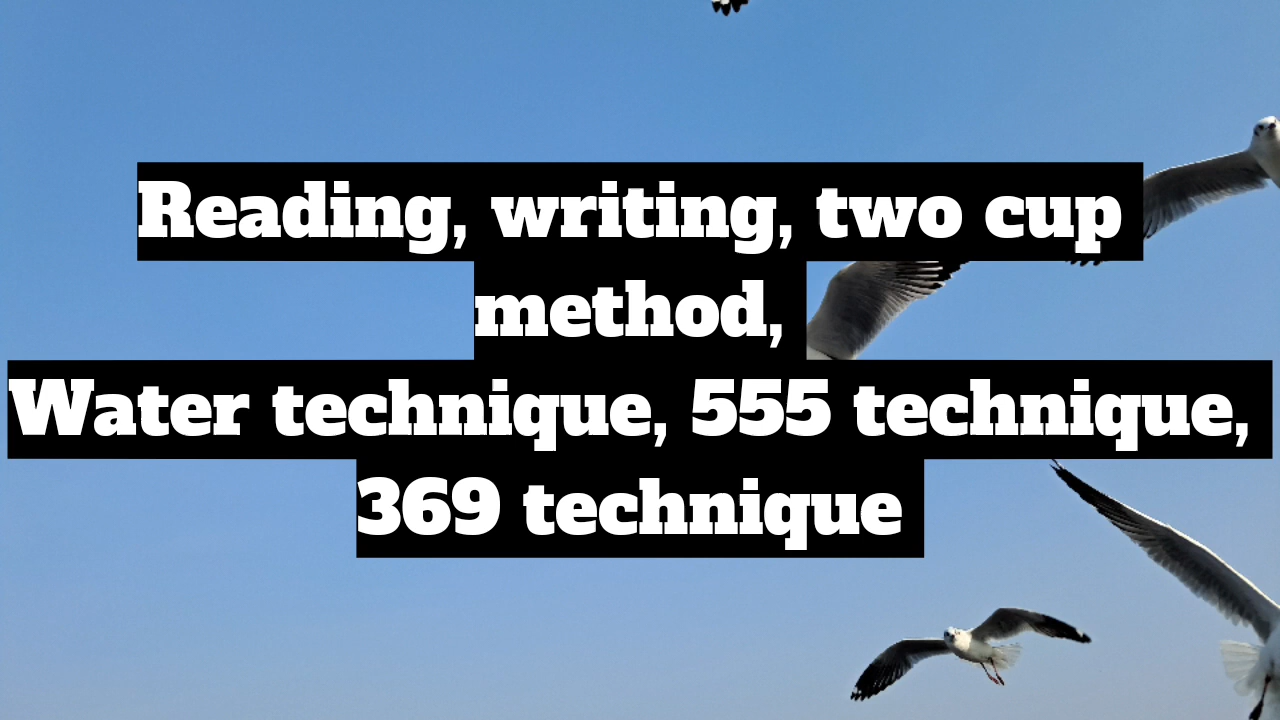 Reading, writing, two cup
method,
Water technique, 555 technique,
369 technique